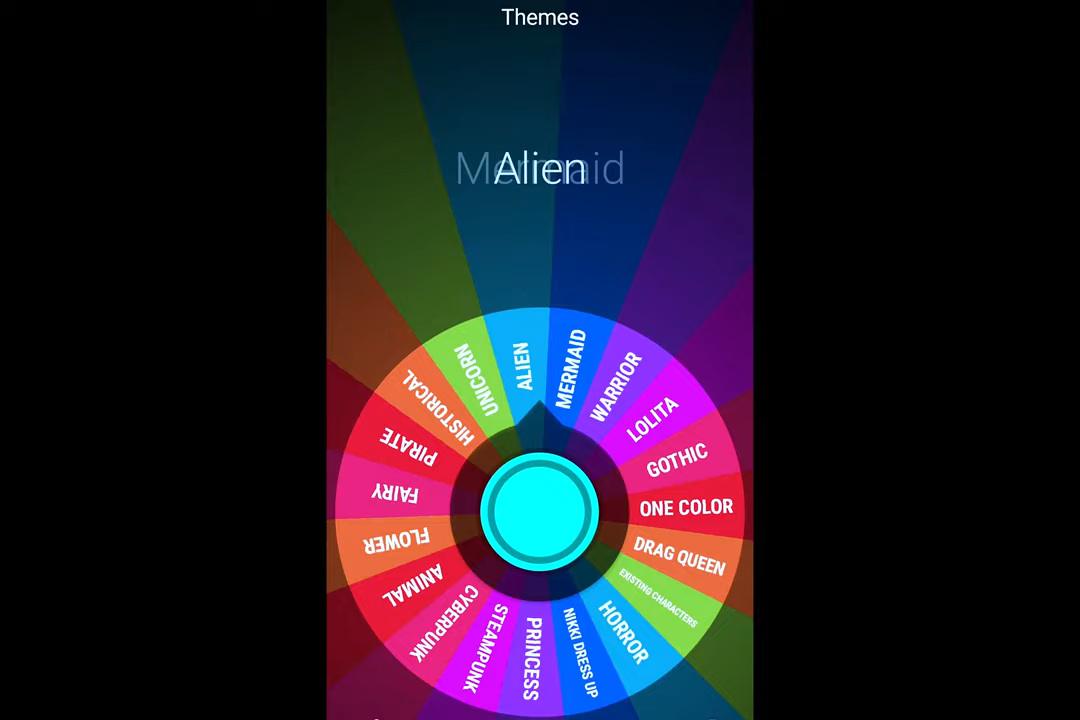 Themes
Mermaid
Alien
ALIEN
MERMAID
WARRIOR
LOLITA
GOTHIC
ONE COLOR
DRAG QUEEN
EXISTING CHARACTERS
HORROR
NIKKI DRESS UP
PRINCESS
STEAMPUNK
CYBERPUNK
ANIMAL
FLOWER
FAIRY
PIRATE
HISTORICAL
UNICORN